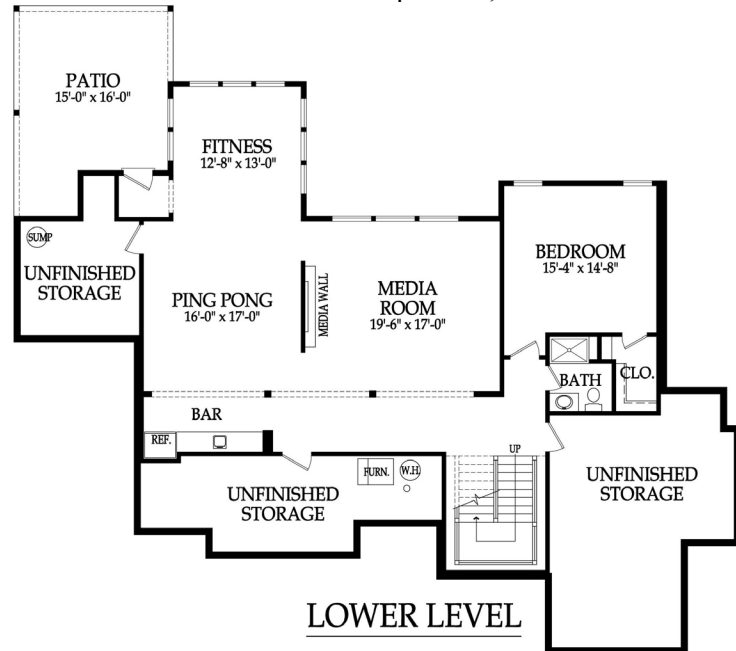 PATIO
15'-0" x 16'-0"
FITNESS
12'-8" x 13'-0"
SUMP
UNFINISHED
STORAGE
PING PONG
16'-0" x 17'-0"
MEDIA WALL
MEDIA
ROOM
19'-6" x 17'-0"
BEDROOM
15'-4" x 14'-8"
BATH
CLO.
BAR
REF.
UP
FURN.
W.H.
UNFINISHED
STORAGE
UNFINISHED
STORAGE
LOWER LEVEL